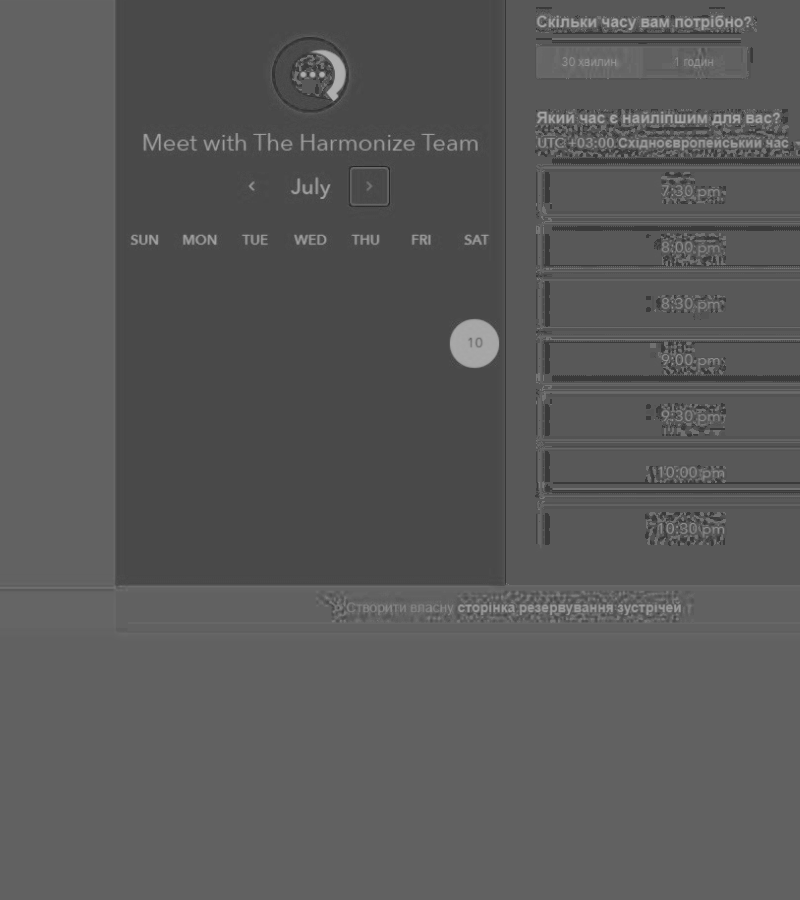 Meet with The Harmonize Team
July
SUN MON TUE WED THU FRI SAT
10
Скільки часу вам потрібно?
30 хвилин 1 годин
Який час є найліпшим для вас?
UTC +03:00 Східноєвропейський час
7:30 pm
8:00 pm
8:30 pm
9:00 pm
9:30 pm
10:00 pm
10:30 pm
Створити власну сторінка резервування зустрічей